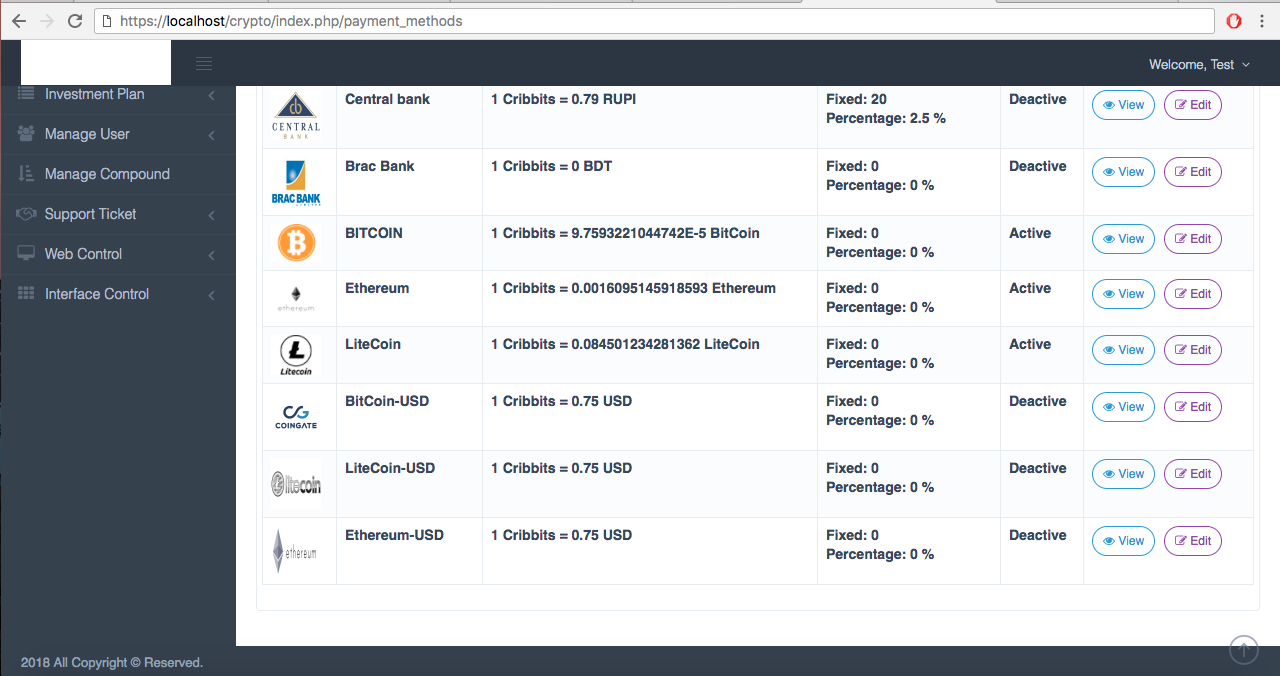 https://localhost/crypto/index.php/payment_methods
Welcome, Test
Investment Plan
Manage User
Manage Compound
Support Ticket
Web Control
Interface Control
CENTRAL
BANK
Central bank
1 Cribbits = 0.79 RUPI
Fixed: 20
Percentage: 2.5 %
Deactive
View
Edit
BRAC BANK
LIMITED
Brac Bank
1 Cribbits = 0 BDT
Fixed: 0
Percentage: 0 %
Deactive
View
Edit
BITCOIN
1 Cribbits = 9.7593221044742E-5 BitCoin
Fixed: 0
Percentage: 0 %
Active
View
Edit
ethereum
Ethereum
1 Cribbits = 0.0016095145918593 Ethereum
Fixed: 0
Percentage: 0 %
Active
View
Edit
Litecoin
LiteCoin
1 Cribbits = 0.084501234281362 LiteCoin
Fixed: 0
Percentage: 0 %
Active
View
Edit
COINGATE
BitCoin-USD
1 Cribbits = 0.75 USD
Fixed: 0
Percentage: 0 %
Deactive
View
Edit
litecoin
LiteCoin-USD
1 Cribbits = 0.75 USD
Fixed: 0
Percentage: 0 %
Deactive
View
Edit
ethereum
Ethereum-USD
1 Cribbits = 0.75 USD
Fixed: 0
Percentage: 0 %
Deactive
View
Edit
2018 All Copyright © Reserved.